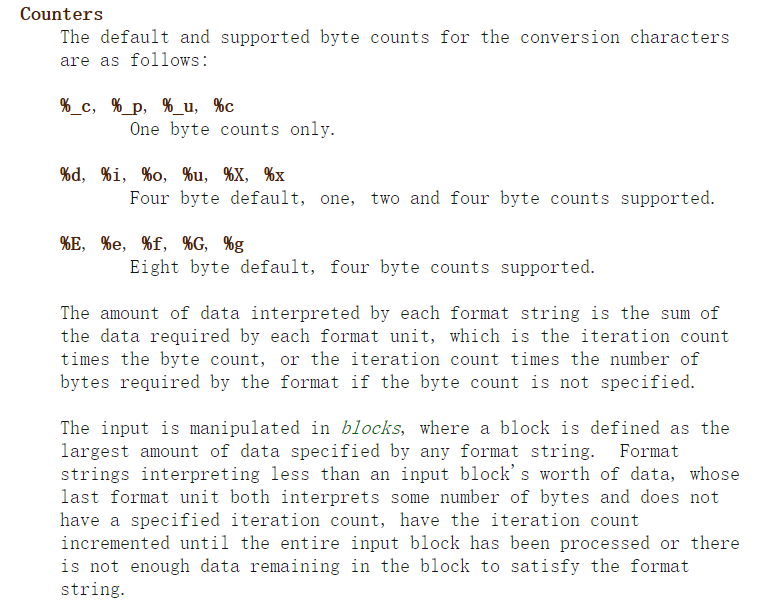 Counters
The default and supported byte counts for the conversion characters
are as follows:
%_c, %_p, %_u, %c
One byte counts only.
%d, %i, %o, %u, %X, %x
Four byte default, one, two and four byte counts supported.
%E, %e, %f, %G, %g
Eight byte default, four byte counts supported.
The amount of data interpreted by each format string is the sum of
the data required by each format unit, which is the iteration count
times the byte count, or the iteration count times the number of
bytes required by the format if the byte count is not specified.
The input is manipulated in blocks, where a block is defined as the
largest amount of data specified by any format string.  Format
strings interpreting less than an input block's worth of data, whose
last format unit both interprets some number of bytes and does not
have a specified iteration count, have the iteration count
incremented until the entire input block has been processed or there
is not enough data remaining in the block to satisfy the format
string.